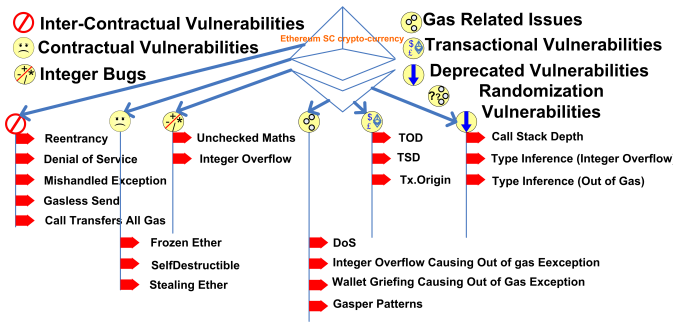 Inter-Contractual Vulnerabilities
Contractual Vulnerabilities
Integer Bugs
Ethereum SC crypto-currency
Gas Related Issues
Transactional Vulnerabilities
Deprecated Vulnerabilities
Randomization
Vulnerabilities
Reentrancy
Denial of Service
Mishandled Exception
Gasless Send
Call Transfers All Gas
Frozen Ether
SelfDestructible
Stealing Ether
Unchecked Maths
Integer Overflow
DoS
Integer Overflow Causing Out of gas Eexception
Wallet Griefing Causing Out of Gas Exception
Gasper Patterns
TOD
TSD
Tx.Origin
Call Stack Depth
Type Inference (Integer Overflow)
Type Inference (Out of Gas)